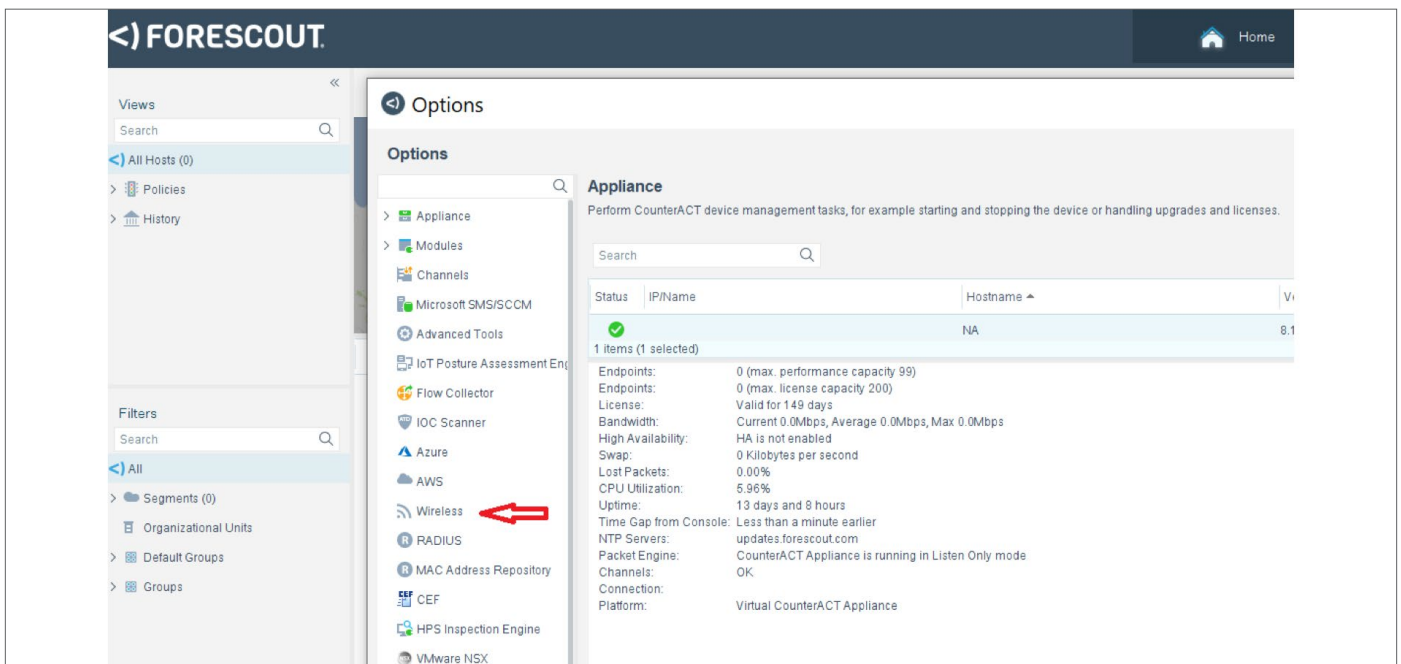 <) FORESCOUT.
Home
«
Views
Search
<) All Hosts (0)
> Policies
> History
Filters
Search
<) All
> Segments (0)
Organizational Units
> Default Groups
> Groups
Options
Options
> Appliance
> Modules
Channels
Microsoft SMS/SCCM
Advanced Tools
IoT Posture Assessment Eng
Flow Collector
IOC Scanner
Azure
AWS
Wireless
RADIUS
MAC Address Repository
CEF
HPS Inspection Engine
VMware NSX
Appliance
Perform CounterACT device management tasks, for example starting and stopping the device or handling upgrades and licenses.
Search
Status IP/Name Hostname
NA 8.1
1 items (1 selected)
Endpoints: 0 (max. performance capacity 99)
Endpoints: 0 (max. license capacity 200)
License: Valid for 149 days
Bandwidth: Current 0.0Mbps, Average 0.0Mbps, Max 0.0Mbps
High Availability: HA is not enabled
Swap: 0 Kilobytes per second
Lost Packets: 0.00%
CPU Utilization: 5.96%
Uptime: 13 days and 8 hours
Time Gap from Console: Less than a minute earlier
NTP Servers: updates.forescout.com
Packet Engine: CounterACT Appliance is running in Listen Only mode
Channels: OK
Connection:
Platform: Virtual CounterACT Appliance